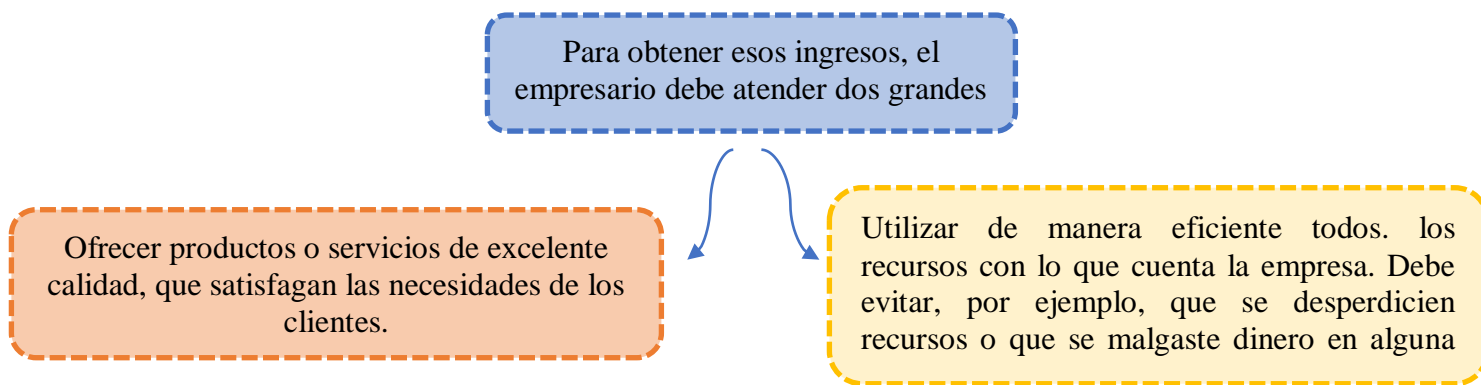 Para obtener esos ingresos, el
empresario debe atender dos grandes
Ofrecer productos o servicios de excelente
calidad, que satisfagan las necesidades de los
clientes.
Utilizar de manera eficiente todos. los
recursos con lo que cuenta la empresa. Debe
evitar, por ejemplo, que se desperdicien
recursos o que se malgaste dinero en alguna